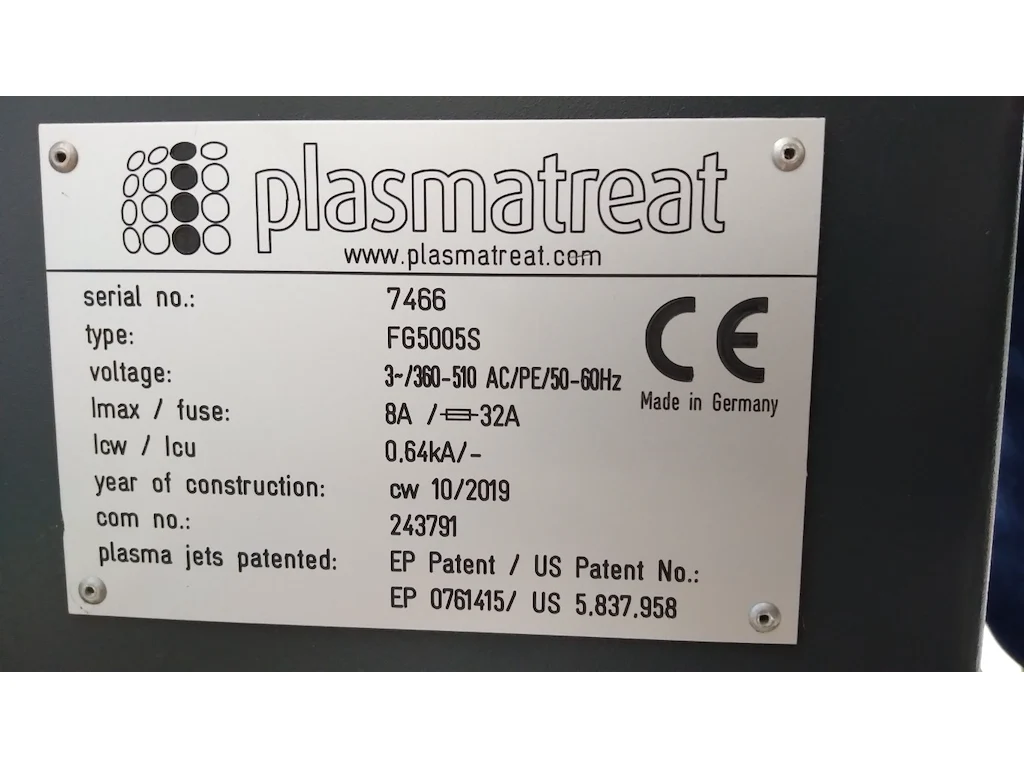 plasmatreat
www.plasmatreat.com
serial no.: 7466
type: FG5005S
voltage: 3~/360-510 AC/PE/50-60Hz
Imax / fuse: 8A / 32A
Icw / Icu 0.64kA/-
year of construction: cw 10/2019
com no.: 243791
plasma jets patented: EP Patent / US Patent No.:
EP 0761415/ US 5.837.958
CE
Made in Germany